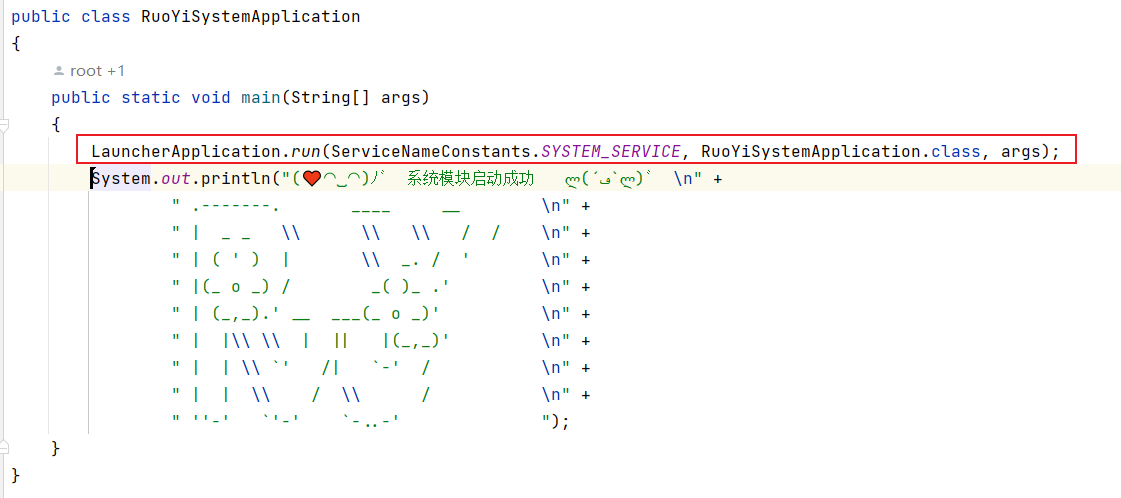 public class RuoYiSystemApplication
{
root +1
public static void main(String[] args)
{
LauncherApplication.run(ServiceNameConstants.SYSTEM_SERVICE, RuoYiSystemApplication.class, args);
System.out.println("(♥◠‿◠)ノ゙  系统模块启动成功   ლ(´ڡ`ლ)゙  \n" +
" .-------.       ____     __        \n" +
" |  _ _   \\      \\   \\   /  /    \n" +
" | ( ' )  |       \\  _. /  '       \n" +
" |(_ o _) /        _( )_ .'         \n" +
" | (_,_).' __  ___(_ o _)'          \n" +
" |  |\\ \\  |  ||   |(_,_)'         \n" +
" |  | \\ `'   /|   `-'  /           \n" +
" |  |  \\    /  \\      /           \n" +
" ''-'   `'-'    `-..-'              ");
}
}